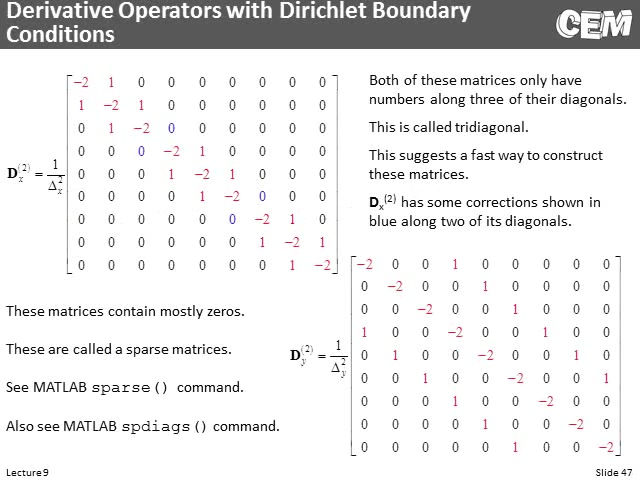 Derivative Operators with Dirichlet Boundary
Conditions
CEM
−2 1 0 0 0 0 0 0 0
1 −2 1 0 0 0 0 0 0
0 1 −2 0 0 0 0 0 0
0 0 0 −2 1 0 0 0 0
D_x^(2) = 1/Δ_x^2 0 0 0 1 −2 1 0 0 0
0 0 0 0 1 −2 0 0 0
0 0 0 0 0 0 −2 1 0
0 0 0 0 0 0 1 −2 1
0 0 0 0 0 0 0 1 −2
Both of these matrices only have
numbers along three of their diagonals.
This is called tridiagonal.
This suggests a fast way to construct
these matrices.
D_x^(2) has some corrections shown in
blue along two of its diagonals.
These matrices contain mostly zeros.
These are called a sparse matrices.
See MATLAB sparse() command.
Also see MATLAB spdiags() command.
−2 0 0 1 0 0 0 0 0
0 −2 0 0 1 0 0 0 0
0 0 −2 0 0 1 0 0 0
1 0 0 −2 0 0 1 0 0
D_y^(2) = 1/Δ_y^2 0 1 0 0 −2 0 0 1 0
0 0 1 0 0 −2 0 0 1
0 0 0 1 0 0 −2 0 0
0 0 0 0 1 0 0 −2 0
0 0 0 0 0 1 0 0 −2
Lecture 9
Slide 47